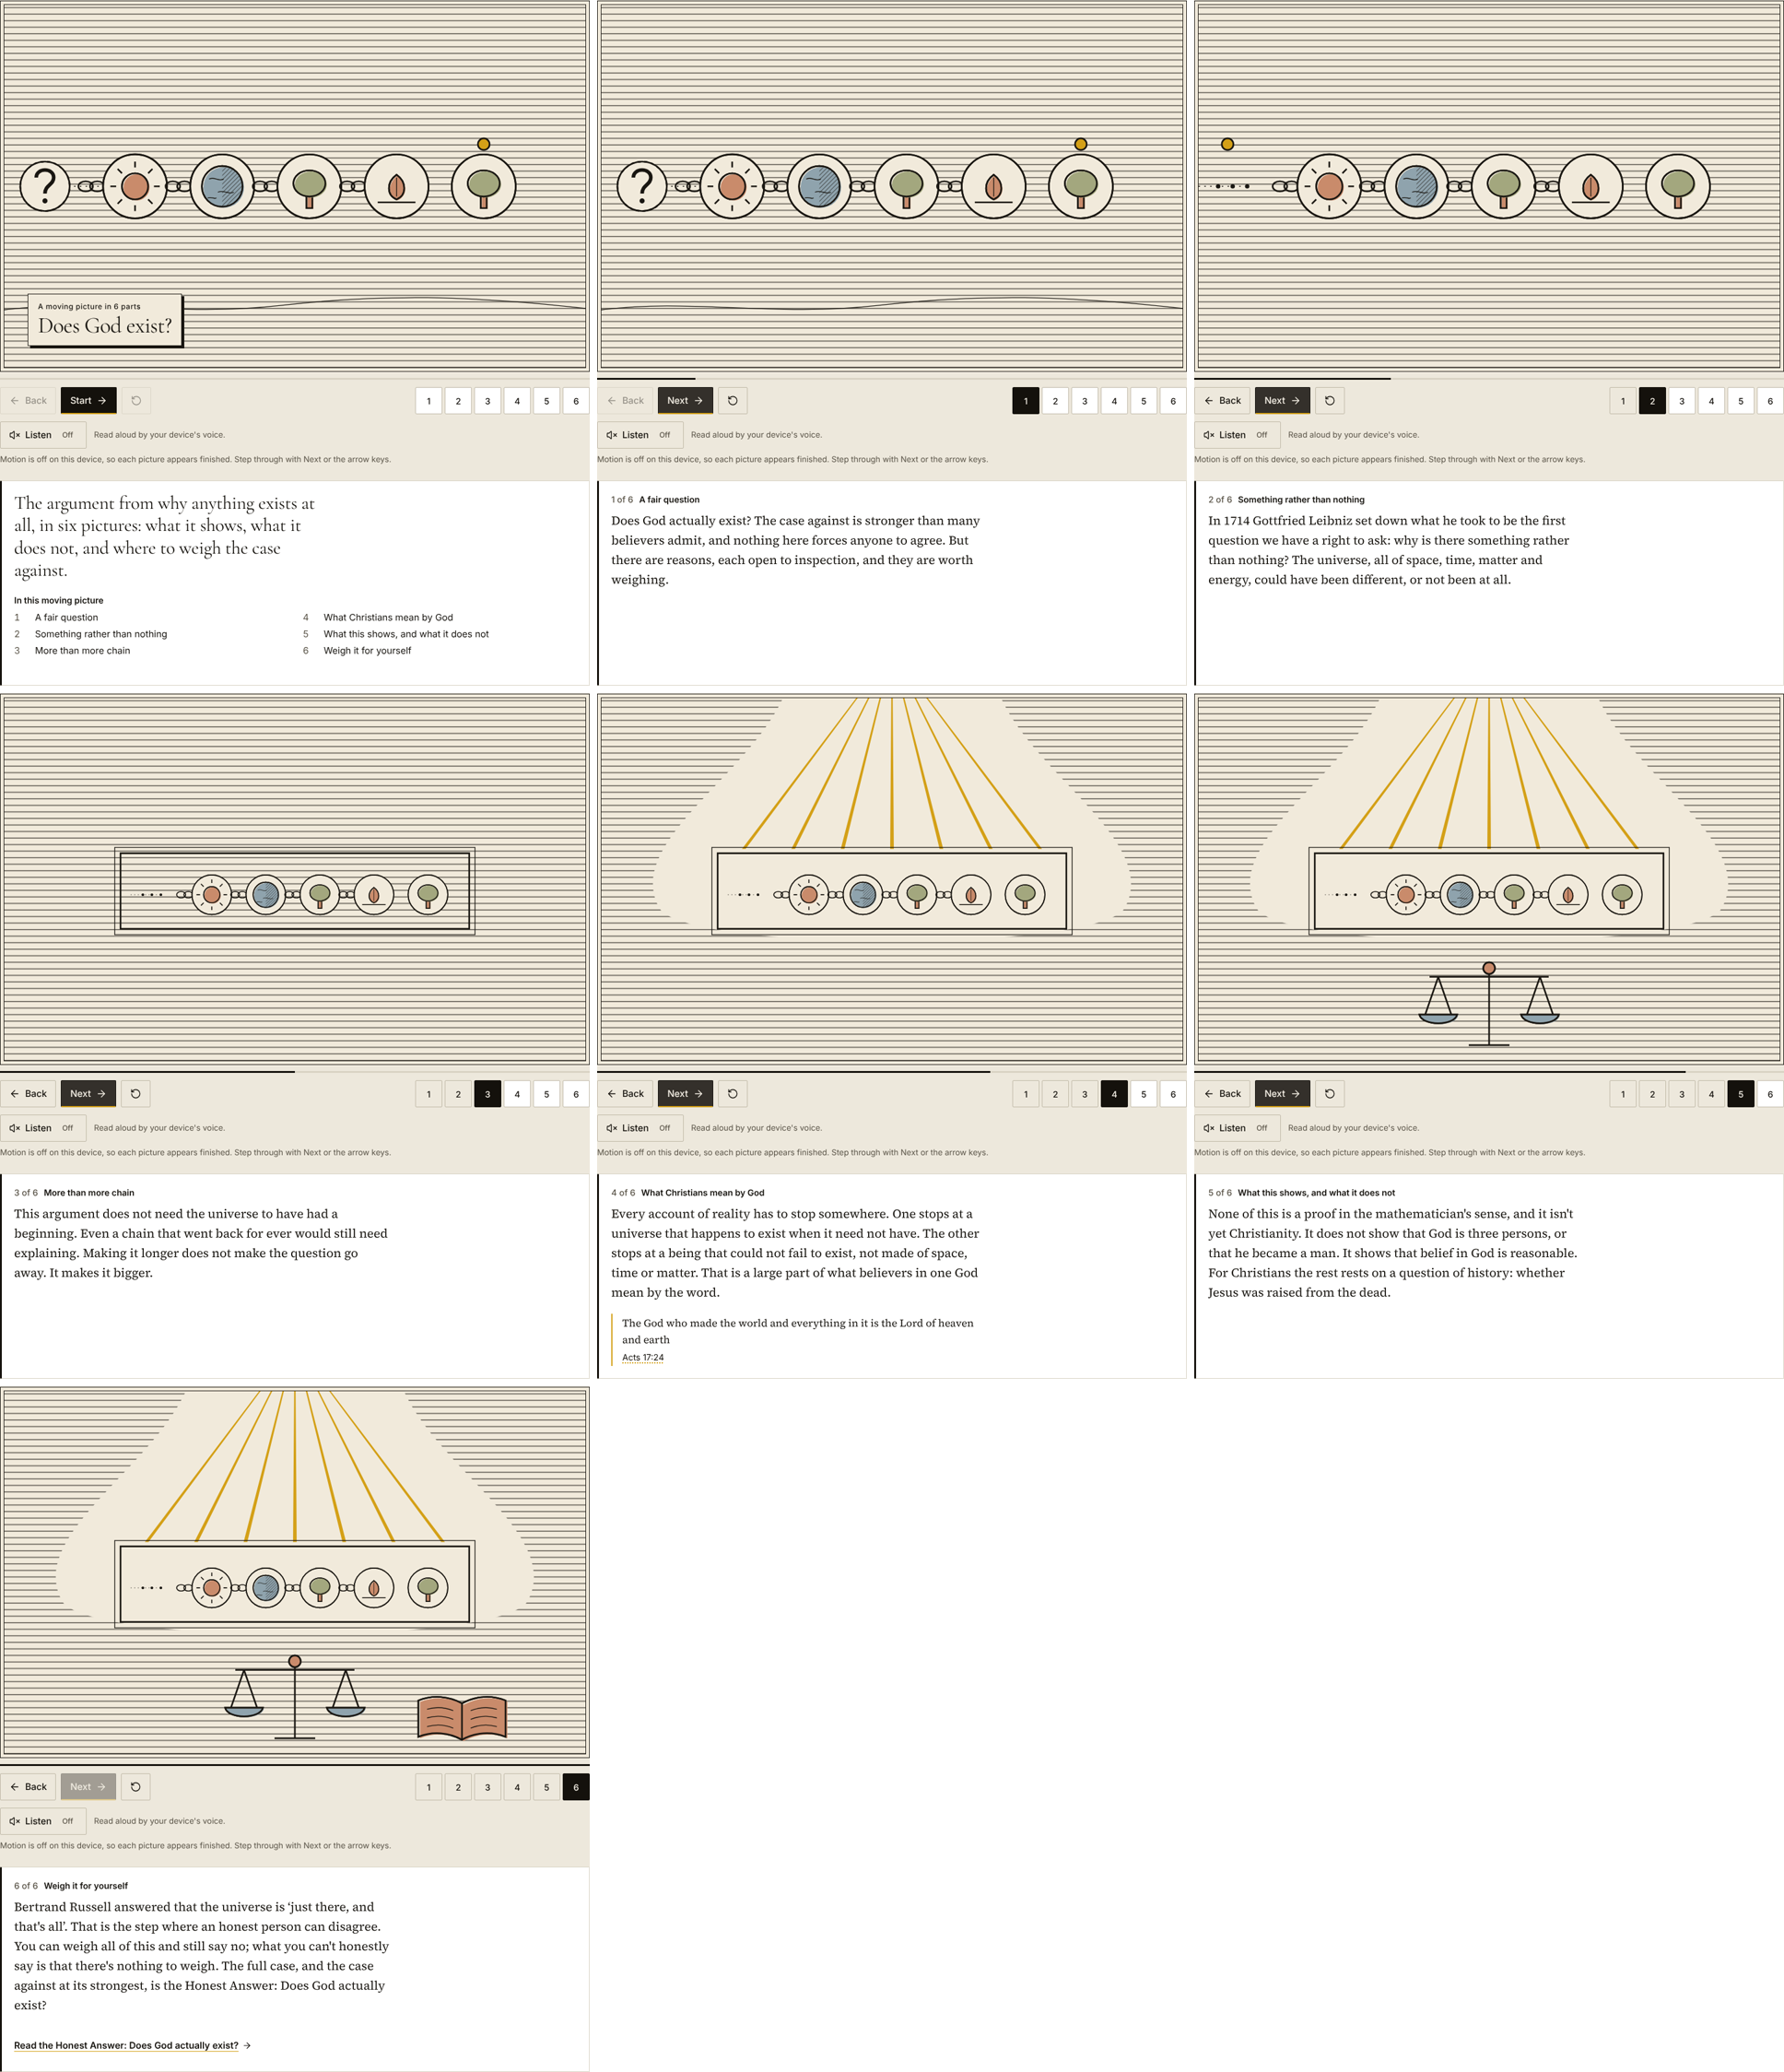 ?
A moving picture in 6 parts
Does God exist?
← Back
Start →
1 2 3 4 5 6
Listen Off
Read aloud by your device's voice.
Motion is off on this device, so each picture appears finished. Step through with Next or the arrow keys.
The argument from why anything exists at
all, in six pictures: what it shows, what it
does not, and where to weigh the case
against.
In this moving picture
1 A fair question
2 Something rather than nothing
3 More than more chain
4 What Christians mean by God
5 What this shows, and what it does not
6 Weigh it for yourself
?
← Back
Next →
1 2 3 4 5 6
Listen Off
Read aloud by your device's voice.
Motion is off on this device, so each picture appears finished. Step through with Next or the arrow keys.
1 of 6 A fair question
Does God actually exist? The case against is stronger than many
believers admit, and nothing here forces anyone to agree. But
there are reasons, each open to inspection, and they are worth
weighing.
← Back
Next →
1 2 3 4 5 6
Listen Off
Read aloud by your device's voice.
Motion is off on this device, so each picture appears finished. Step through with Next or the arrow keys.
2 of 6 Something rather than nothing
In 1714 Gottfried Leibniz set down what he took to be the first
question we have a right to ask: why is there something rather
than nothing? The universe, all of space, time, matter and
energy, could have been different, or not been at all.
← Back
Next →
1 2 3 4 5 6
Listen Off
Read aloud by your device's voice.
Motion is off on this device, so each picture appears finished. Step through with Next or the arrow keys.
3 of 6 More than more chain
This argument does not need the universe to have had a
beginning. Even a chain that went back for ever would still need
explaining. Making it longer does not make the question go
away. It makes it bigger.
← Back
Next →
1 2 3 4 5 6
Listen Off
Read aloud by your device's voice.
Motion is off on this device, so each picture appears finished. Step through with Next or the arrow keys.
4 of 6 What Christians mean by God
Every account of reality has to stop somewhere. One stops at a
universe that happens to exist when it need not have. The other
stops at a being that could not fail to exist, not made of space,
time or matter. That is a large part of what believers in one God
mean by the word.
The God who made the world and everything in it is the Lord of heaven
and earth
Acts 17:24
← Back
Next →
1 2 3 4 5 6
Listen Off
Read aloud by your device's voice.
Motion is off on this device, so each picture appears finished. Step through with Next or the arrow keys.
5 of 6 What this shows, and what it does not
None of this is a proof in the mathematician's sense, and it isn't
yet Christianity. It does not show that God is three persons, or
that he became a man. It shows that belief in God is reasonable.
For Christians the rest rests on a question of history: whether
Jesus was raised from the dead.
← Back
Next →
1 2 3 4 5 6
Listen Off
Read aloud by your device's voice.
Motion is off on this device, so each picture appears finished. Step through with Next or the arrow keys.
6 of 6 Weigh it for yourself
Bertrand Russell answered that the universe is ‘just there, and
that's all’. That is the step where an honest person can disagree.
You can weigh all of this and still say no; what you can't honestly
say is that there's nothing to weigh. The full case, and the case
against at its strongest, is the Honest Answer: Does God actually
exist?
Read the Honest Answer: Does God actually exist? →